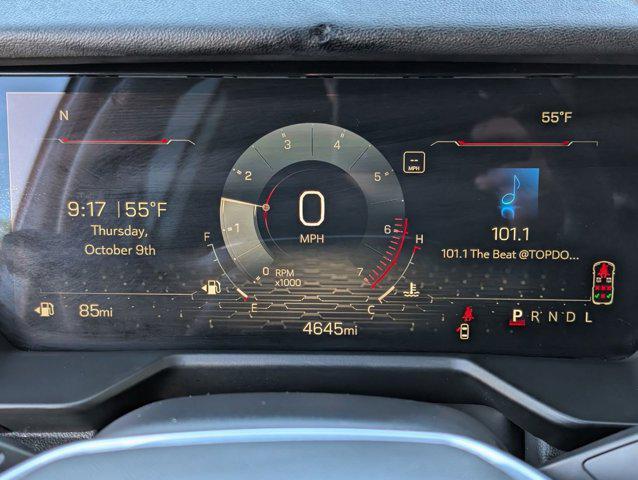 N
55°F
3 4
2 5
-- MPH
9:17 | 55°F
0
MPH
Thursday,
October 9th
101.1
101.1 The Beat @TOPDO...
1 6
F H
0 RPM x1000 7
E C
85mi
4645mi
P R N D L